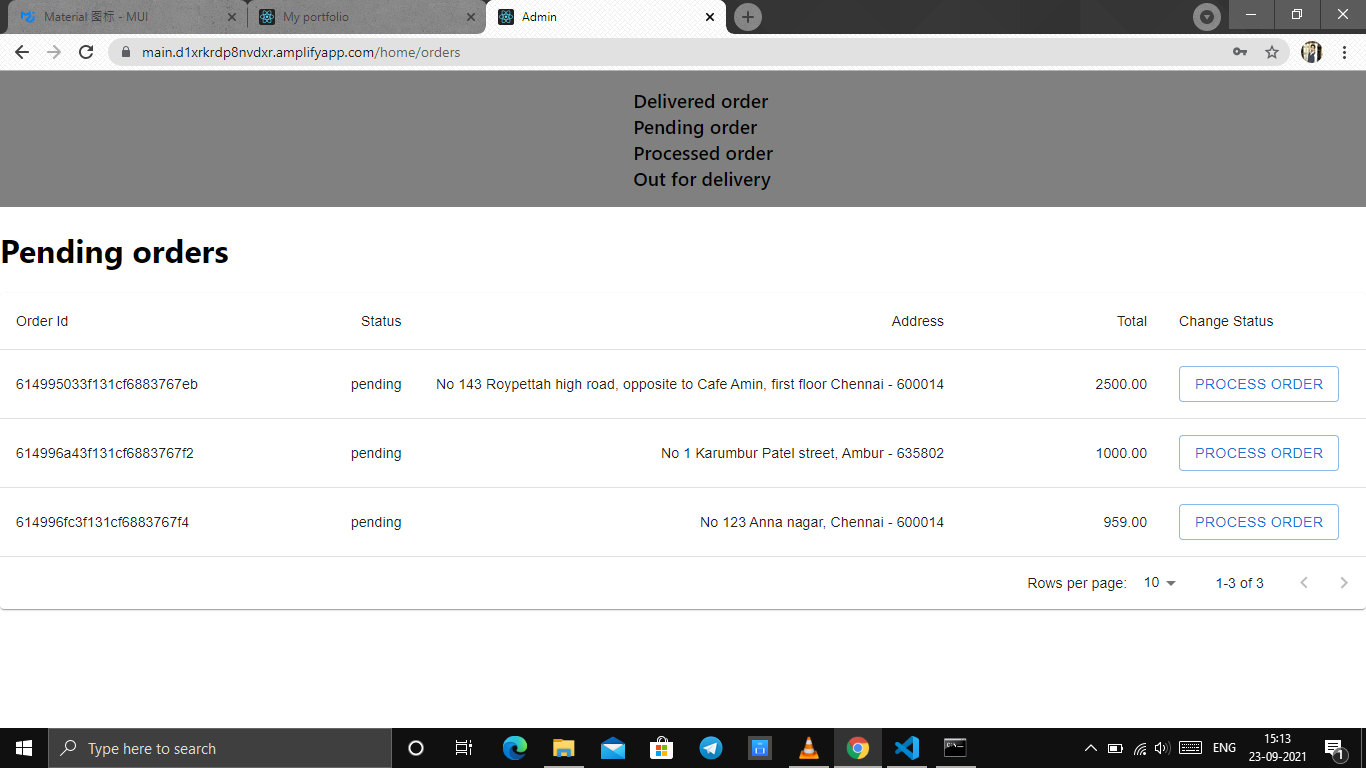 Material 图标 - MUI
My portfolio
Admin
main.d1xrkrdp8nvdxr.amplifyapp.com/home/orders
Delivered order
Pending order
Processed order
Out for delivery
Pending orders
Order Id Status Address Total Change Status
614995033f131cf6883767eb pending No 143 Roypettah high road, opposite to Cafe Amin, first floor Chennai - 600014 2500.00 PROCESS ORDER
614996a43f131cf6883767f2 pending No 1 Karumbur Patel street, Ambur - 635802 1000.00 PROCESS ORDER
614996fc3f131cf6883767f4 pending No 123 Anna nagar, Chennai - 600014 959.00 PROCESS ORDER
Rows per page: 10 1-3 of 3
Type here to search
ENG
15:13
23-09-2021
1